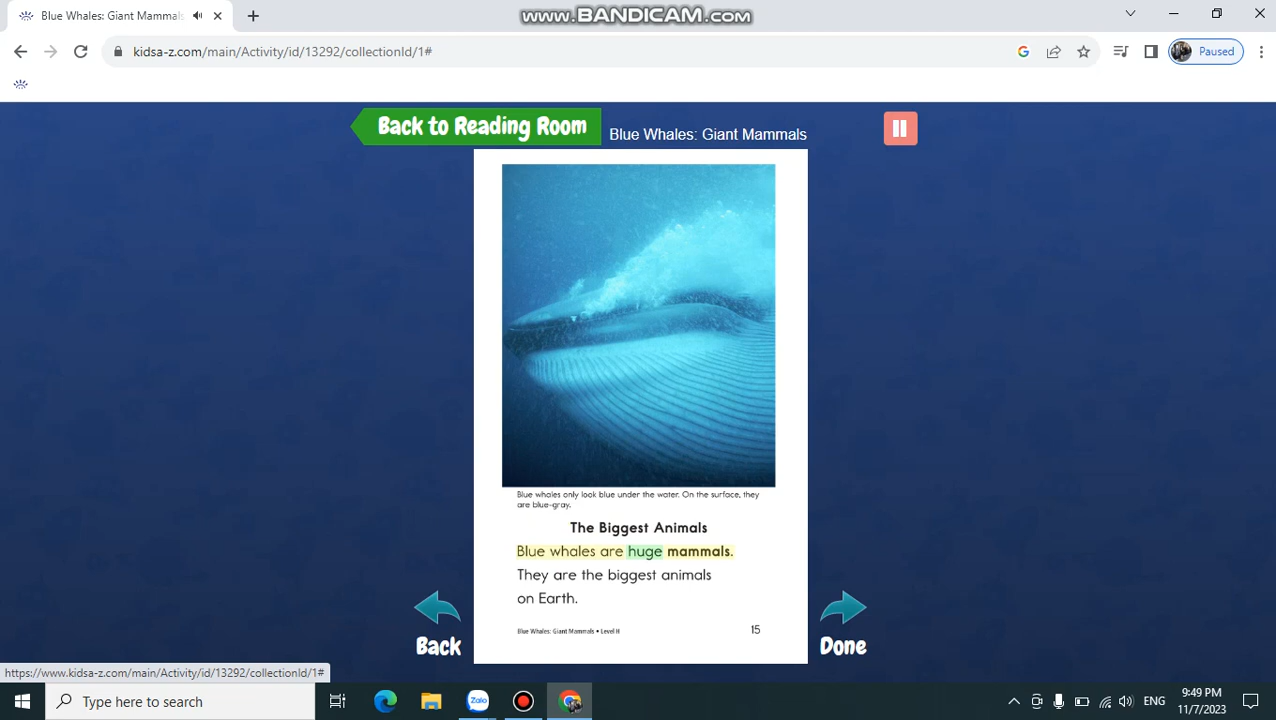 www.BANDICAM.com
Blue Whales: Giant Mammals
kidsa-z.com/main/Activity/id/13292/collectionId/1#
Paused
Back to Reading Room
Blue Whales: Giant Mammals
Blue whales only look blue under the water. On the surface, they
are blue-gray.
The Biggest Animals
Blue whales are huge mammals.
They are the biggest animals
on Earth.
Blue Whales: Giant Mammals • Level H
15
Back
Done
https://www.kidsa-z.com/main/Activity/id/13292/collectionId/1#
Type here to search
Zalo
ENG
9:49 PM
11/7/2023